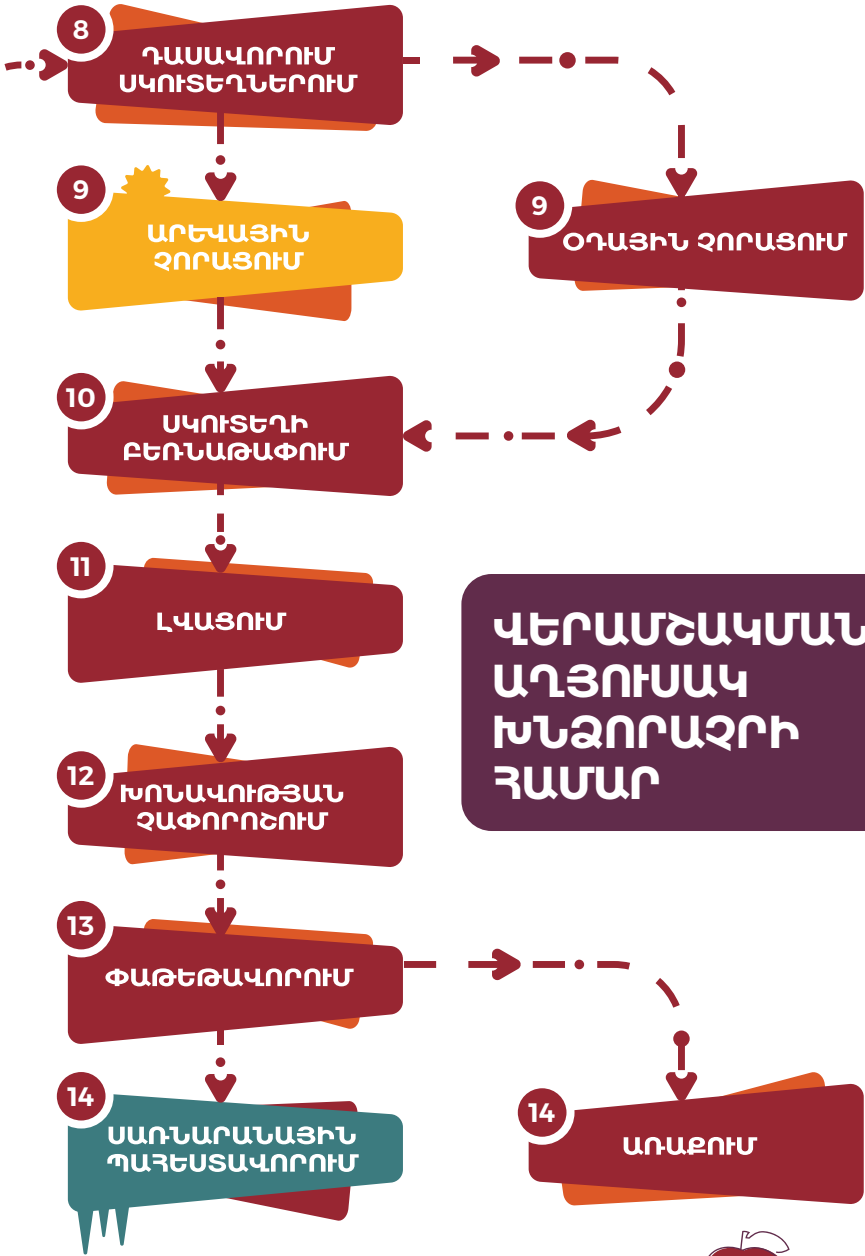 8
ԴԱՍԱՎՈՐՈՒՄ
ՍԿՈՒՏԵՂՆԵՐՈՒՄ
9
ԱՐԵՎԱՅԻՆ
ՉՈՐԱՑՈՒՄ
9
ՕԴԱՅԻՆ ՉՈՐԱՑՈՒՄ
10
ՍԿՈՒՏԵՂԻ
ԲԵՌՆԱԹԱՓՈՒՄ
11
ԼՎԱՑՈՒՄ
ՎԵՐԱՄՇԱԿՄԱՆ
ԱՂՅՈՒՍԱԿ
ԽՆՁՈՐԱՉՐԻ
ՀԱՄԱՐ
12
ԽՈՆԱՎՈՒԹՅԱՆ
ՉԱՓՈՐՈՇՈՒՄ
13
ՓԱԹԵԹԱՎՈՐՈՒՄ
14
ՍԱՌՆԱՐԱՆԱՅԻՆ
ՊԱՀԵՍՏԱՎՈՐՈՒՄ
14
ԱՌԱՔՈՒՄ